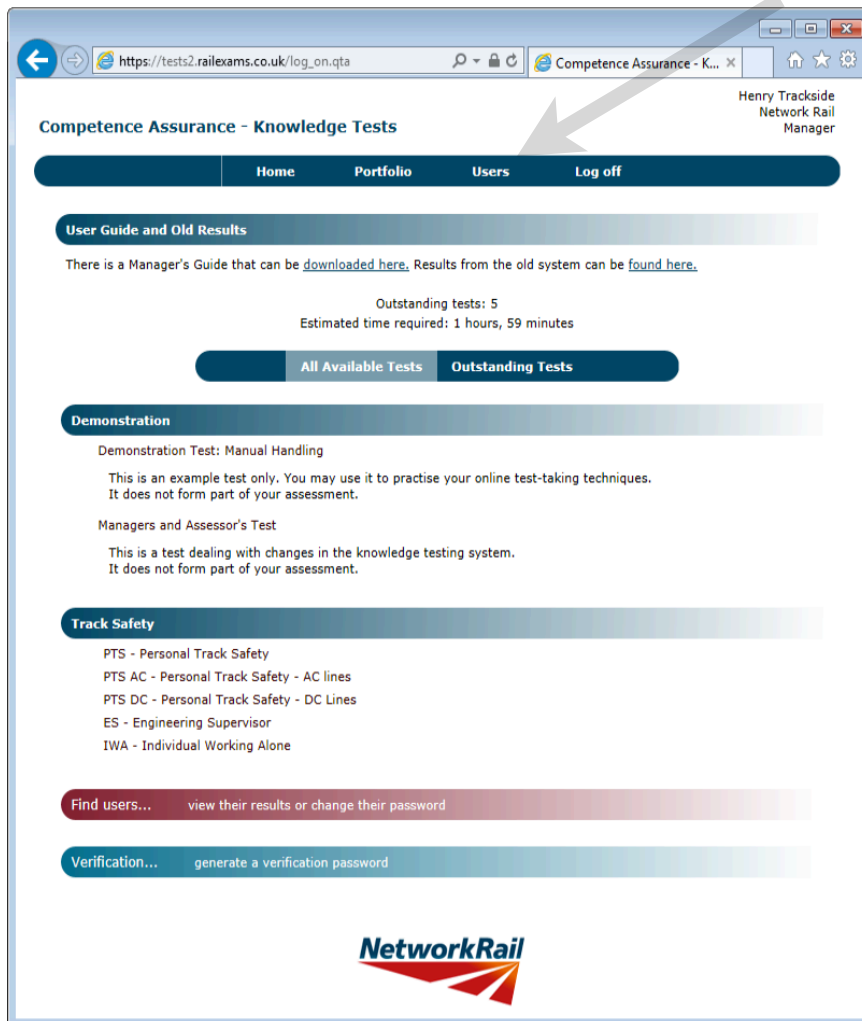 https://tests2.railexams.co.uk/log_on.qta
Competence Assurance - K...
Henry Trackside
Network Rail
Manager
Competence Assurance - Knowledge Tests
Home Portfolio Users Log off
User Guide and Old Results
There is a Manager's Guide that can be downloaded here. Results from the old system can be found here.
Outstanding tests: 5
Estimated time required: 1 hours, 59 minutes
All Available Tests Outstanding Tests
Demonstration
Demonstration Test: Manual Handling
This is an example test only. You may use it to practise your online test-taking techniques.
It does not form part of your assessment.
Managers and Assessor's Test
This is a test dealing with changes in the knowledge testing system.
It does not form part of your assessment.
Track Safety
PTS - Personal Track Safety
PTS AC - Personal Track Safety - AC lines
PTS DC - Personal Track Safety - DC Lines
ES - Engineering Supervisor
IWA - Individual Working Alone
Find users... view their results or change their password
Verification... generate a verification password
NetworkRail